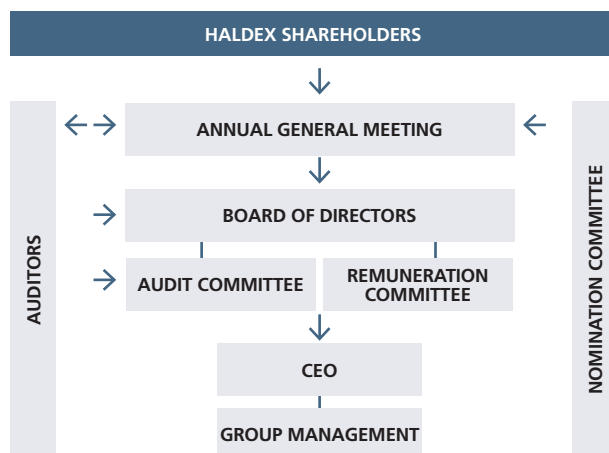 HALDEX SHAREHOLDERS
ANNUAL GENERAL MEETING
BOARD OF DIRECTORS
AUDIT COMMITTEE
REMUNERATION
COMMITTEE
CEO
GROUP MANAGEMENT
AUDITORS
NOMINATION COMMITTEE